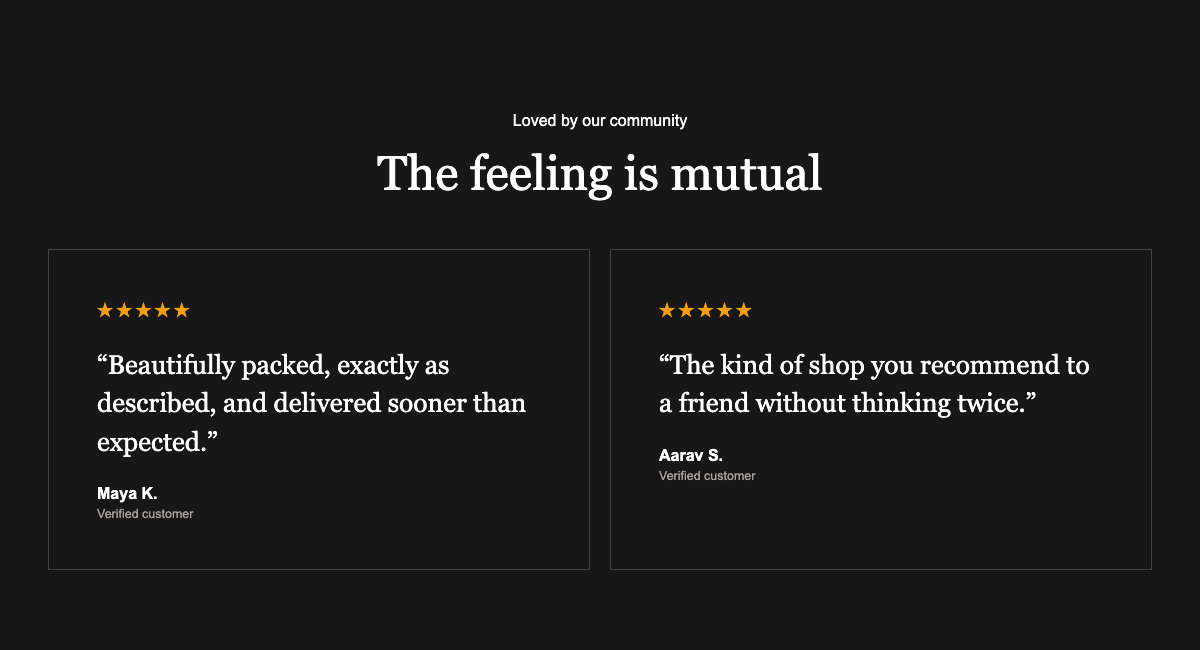 Loved by our community
The feeling is mutual
★★★★★
“Beautifully packed, exactly as
described, and delivered sooner than
expected.”
Maya K.
Verified customer
★★★★★
“The kind of shop you recommend to
a friend without thinking twice.”
Aarav S.
Verified customer